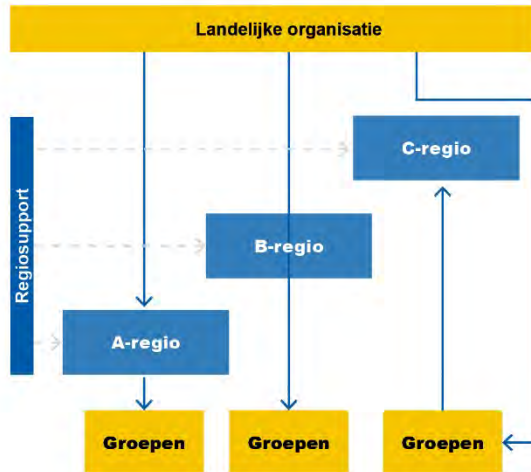 Landelijke organisatie
Regiosupport
C-regio
B-regio
A-regio
Groepen
Groepen
Groepen